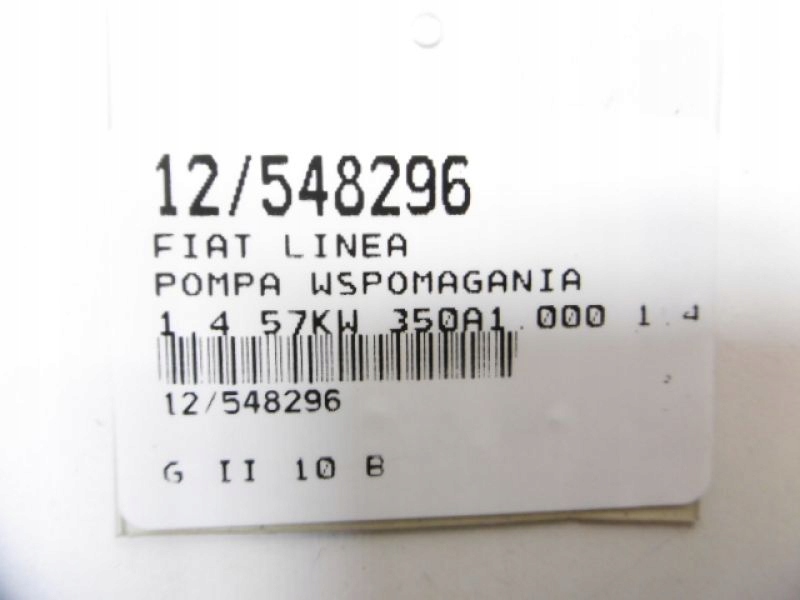 12/548296
FIAT LINEA
POMPA WSPOMAGANIA
1.4 57KW 350A1.000 1.4
12/548296
G II 10 B